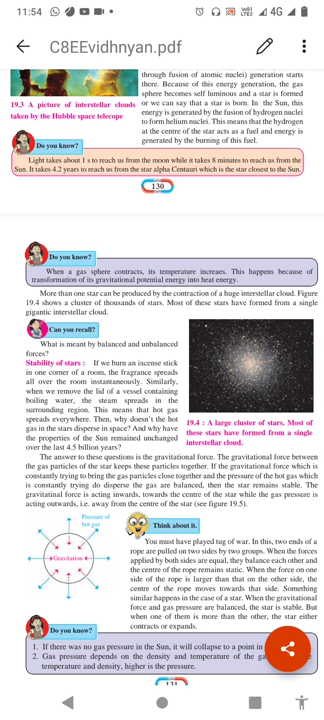 11:54
4G
C8EEvidhnyan.pdf
through fusion of atomic nuclei) generation starts
there. Because of this energy generation, the gas
sphere becomes self luminous and a star is formed
or we can say that a star is born. In the Sun, this
energy is generated by the fusion of hydrogen nuclei
to form helium nuclei. This means that the hydrogen
at the centre of the star acts as a fuel and energy is
generated by the burning of this fuel.
19.3 A picture of interstellar clouds
taken by the Hubble space telecope
Do you know?
Light takes about 1 s to reach us from the moon while it takes 8 minutes to reach us from the
Sun. It takes 4.2 years to reach us from the star alpha Centauri which is the star closest to the Sun.
130
Do you know?
When a gas sphere contracts, its temperature increaes. This happens because of
transformation of its gravitational potential energy into heat energy.
More than one star can be produced by the contraction of a huge interstellar cloud. Figure
19.4 shows a cluster of thousands of stars. Most of these stars have formed from a single
gigantic interstellar cloud.
Can you recall?
What is meant by balanced and unbalanced
forces?
Stability of stars : If we burn an incense stick
in one corner of a room, the fragrance spreads
all over the room instantaneously. Similarly,
when we remove the lid of a vessel containing
boiling water, the steam spreads in the
surrounding region. This means that hot gas
spreads everywhere. Then, why doesn't the hot
gas in the stars disperse in space? And why have
the properties of the Sun remained unchanged
over the last 4.5 billion years?
19.4 : A large cluster of stars. Most of
these stars have formed from a single
interstellar cloud.
The answer to these questions is the gravitational force. The gravitational force between
the gas particles of the star keeps these particles together. If the gravitational force which is
constantly trying to bring the gas particles close together and the pressure of the hot gas which
is constantly trying do disperse the gas are balanced, then the star remains stable. The
gravitatinal force is acting inwards, towards the centre of the star while the gas pressure is
acting outwards, i.e. away from the centre of the star (see figure 19.5).
Pressure of
hot gas
Gravitation
Think about it.
You must have played tug of war. In this, two ends of a
rope are pulled on two sides by two groups. When the forces
applied by both sides are equal, they balance each other and
the centre of the rope remains static. When the force on one
side of the rope is larger than that on the other side, the
centre of the rope moves towards that side. Something
similar happens in the case of a star. When the gravitational
force and gas pressure are balanced, the star is stable. But
when one of them is more than the other, the star either
contracts or expands.
Do you know?
1. If there was no gas pressure in the Sun, it will collapse to a point in
2. Gas pressure depends on the density and temperature of the
temperature and density, higher is the pressure.
131